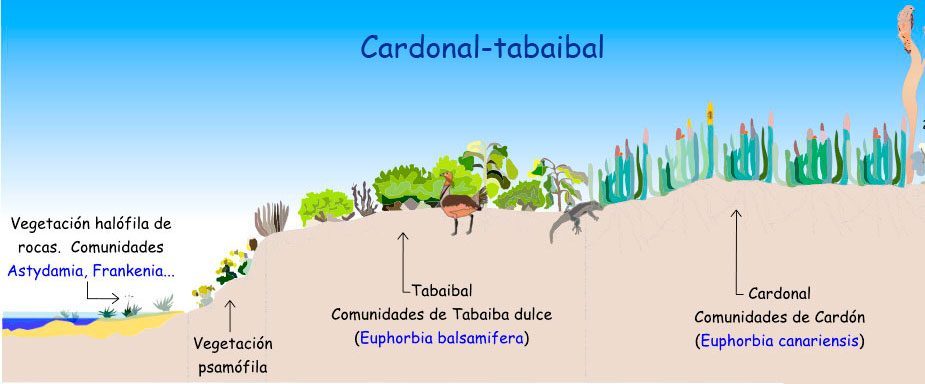 Cardonal-tabaibal
Vegetación halófila de
rocas. Comunidades
Astydamia, Frankenia...
Vegetación
psamófila
Tabaibal
Comunidades de Tabaiba dulce
(Euphorbia balsamifera)
Cardonal
Comunidades de Cardón
(Euphorbia canariensis)